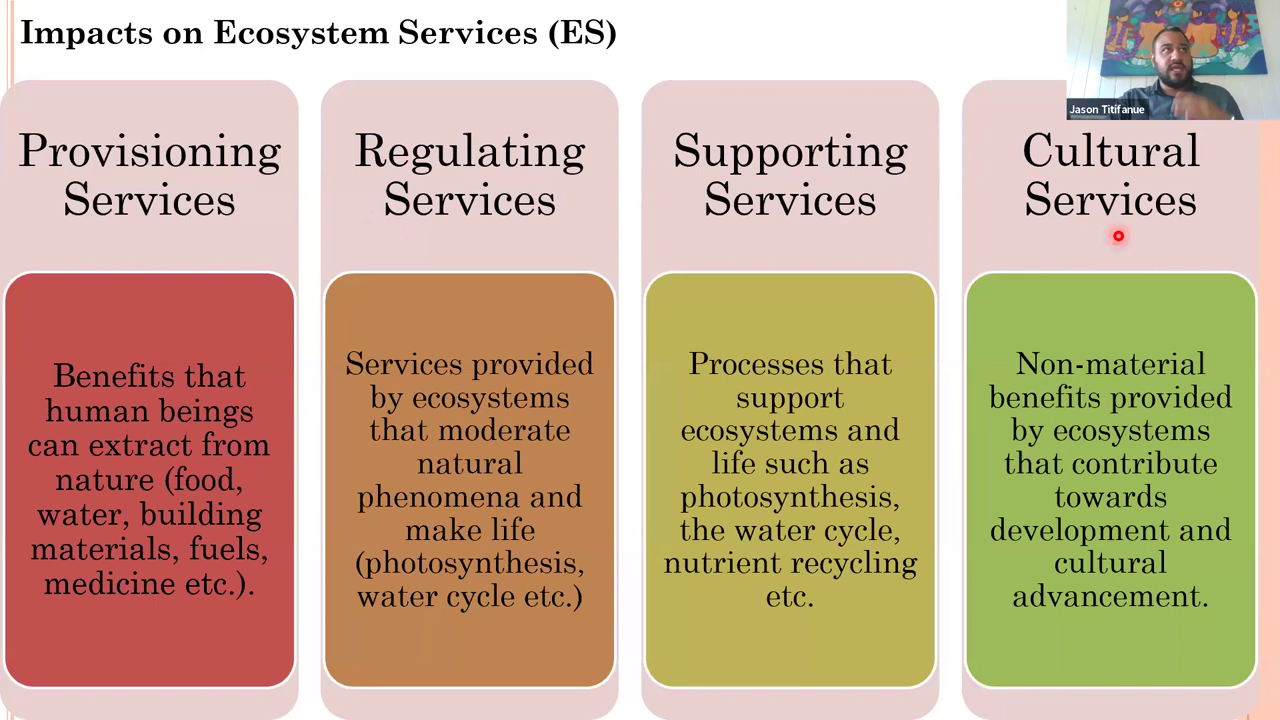 Impacts on Ecosystem Services (ES)
Jason Titifanue
Provisioning
Services
Benefits that
human beings
can extract from
nature (food,
water, building
materials, fuels,
medicine etc.).
Regulating
Services
Services provided
by ecosystems
that moderate
natural
phenomena and
make life
(photosynthesis,
water cycle etc.)
Supporting
Services
Processes that
support
ecosystems and
life such as
photosynthesis,
the water cycle,
nutrient recycling
etc.
Cultural
Services
Non-material
benefits provided
by ecosystems
that contribute
towards
development and
cultural
advancement.